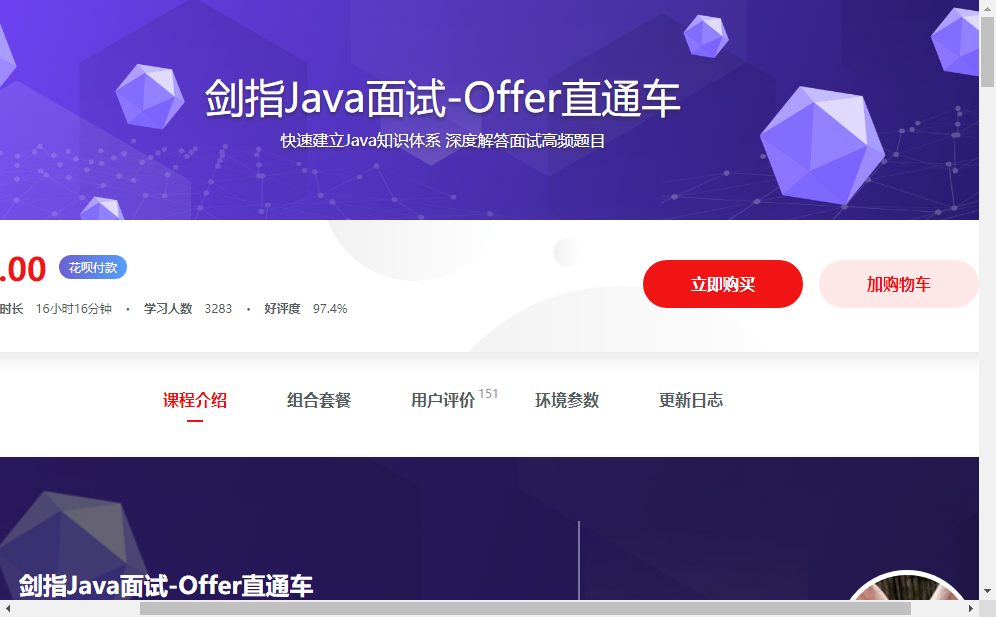 剑指Java面试-Offer直通车
快速建立Java知识体系 深度解答面试高频题目
.00 花呗付款
时长 16小时16分钟 · 学习人数 3283 · 好评度 97.4%
立即购买 加购物车
课程介绍 组合套餐 用户评价 151 环境参数 更新日志
剑指Java面试-Offer直通车